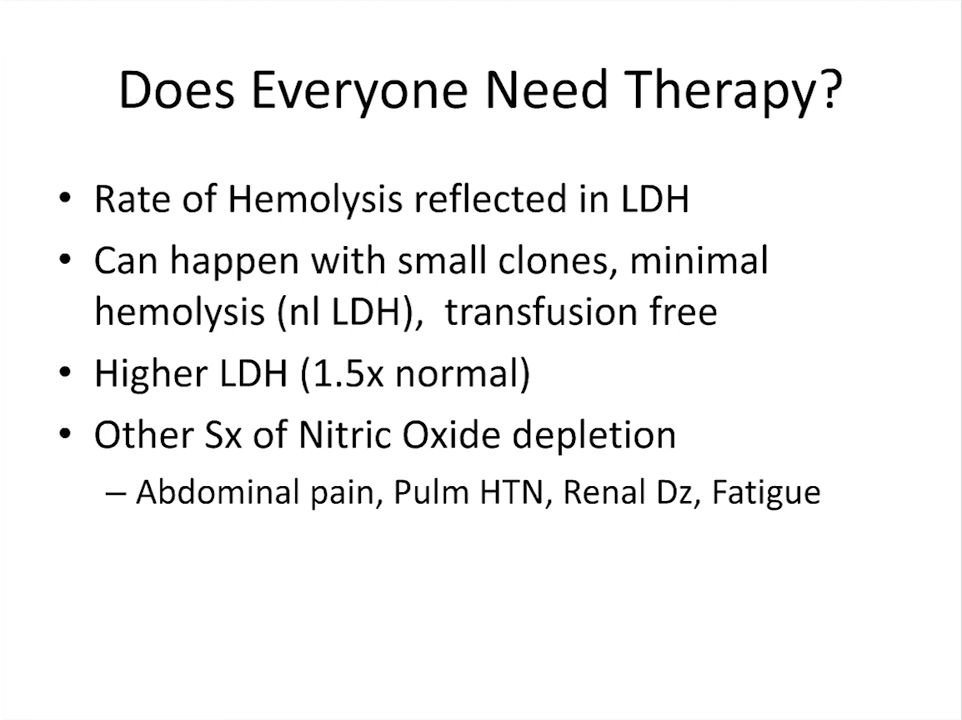 Does Everyone Need Therapy?
• Rate of Hemolysis reflected in LDH
• Can happen with small clones, minimal
hemolysis (nl LDH),  transfusion free
• Higher LDH (1.5x normal)
• Other Sx of Nitric Oxide depletion
– Abdominal pain, Pulm HTN, Renal Dz, Fatigue